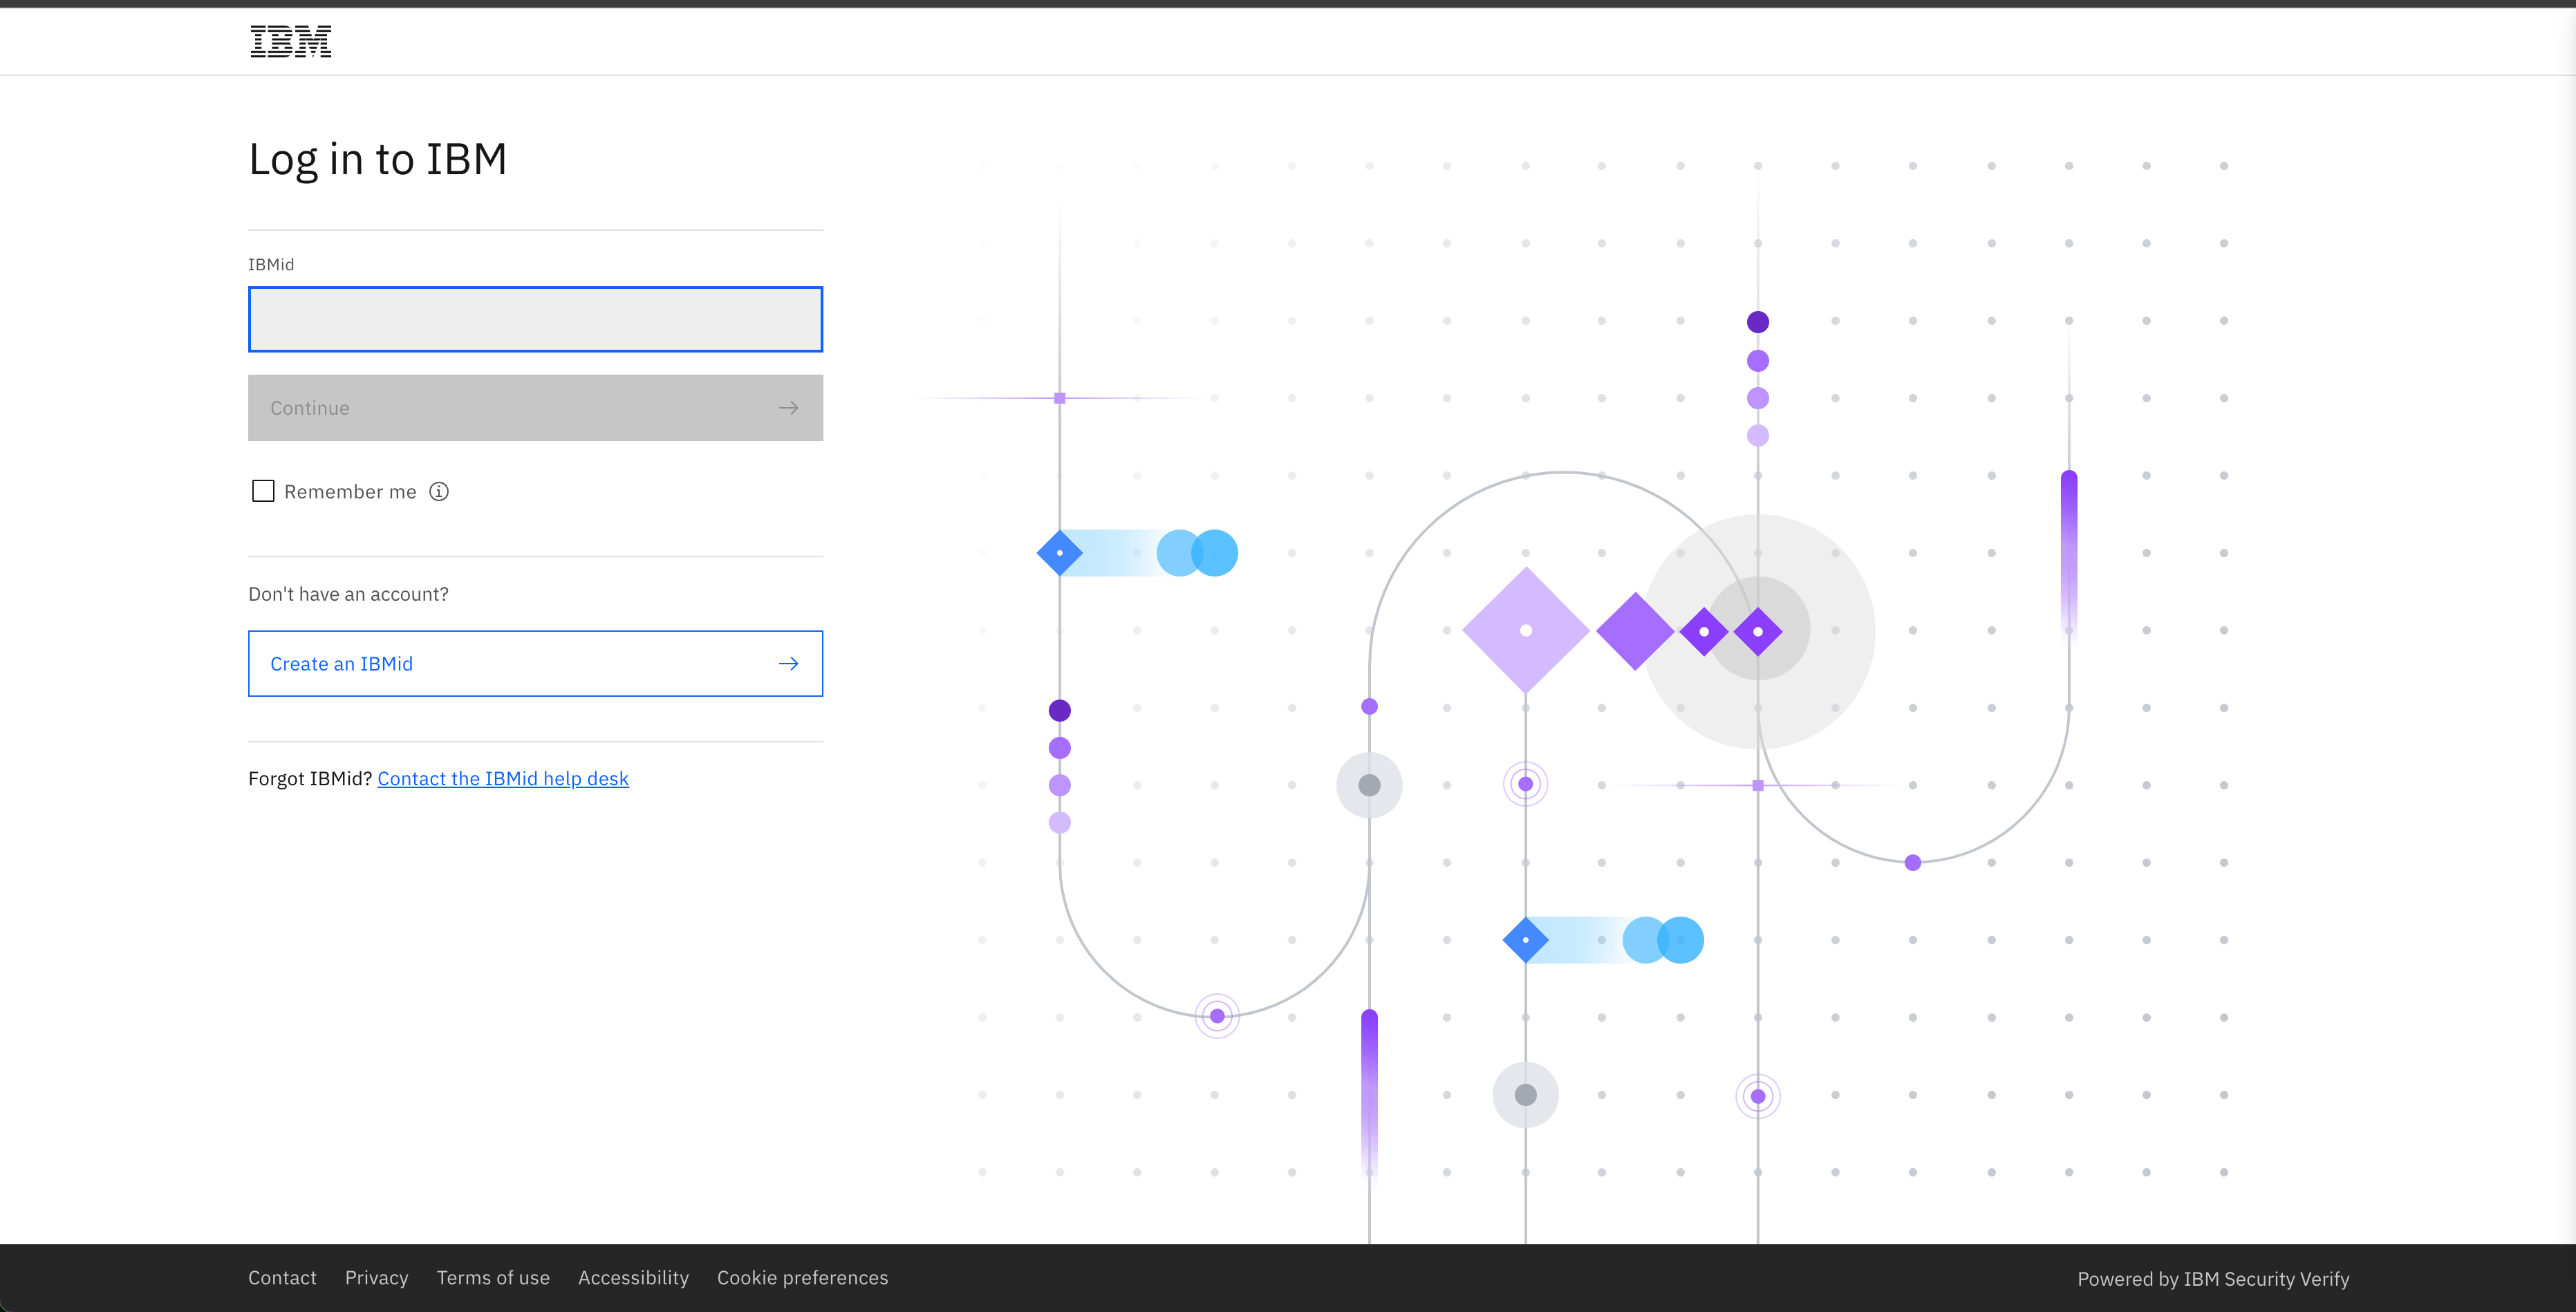 IBM
Log in to IBM
IBMid
Continue
Remember me
Don't have an account?
Create an IBMid
Forgot IBMid? Contact the IBMid help desk
Contact Privacy Terms of use Accessibility Cookie preferences Powered by IBM Security Verify